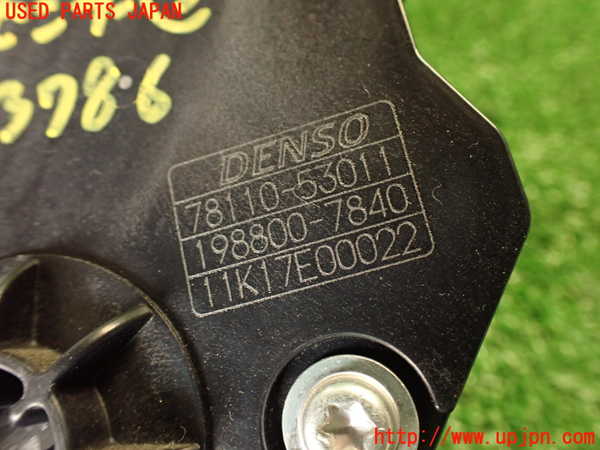 USED PARTS JAPAN
3786
DENSO
78110-53011
198800-7840
11K17E00022
http://www.upjpn.com/